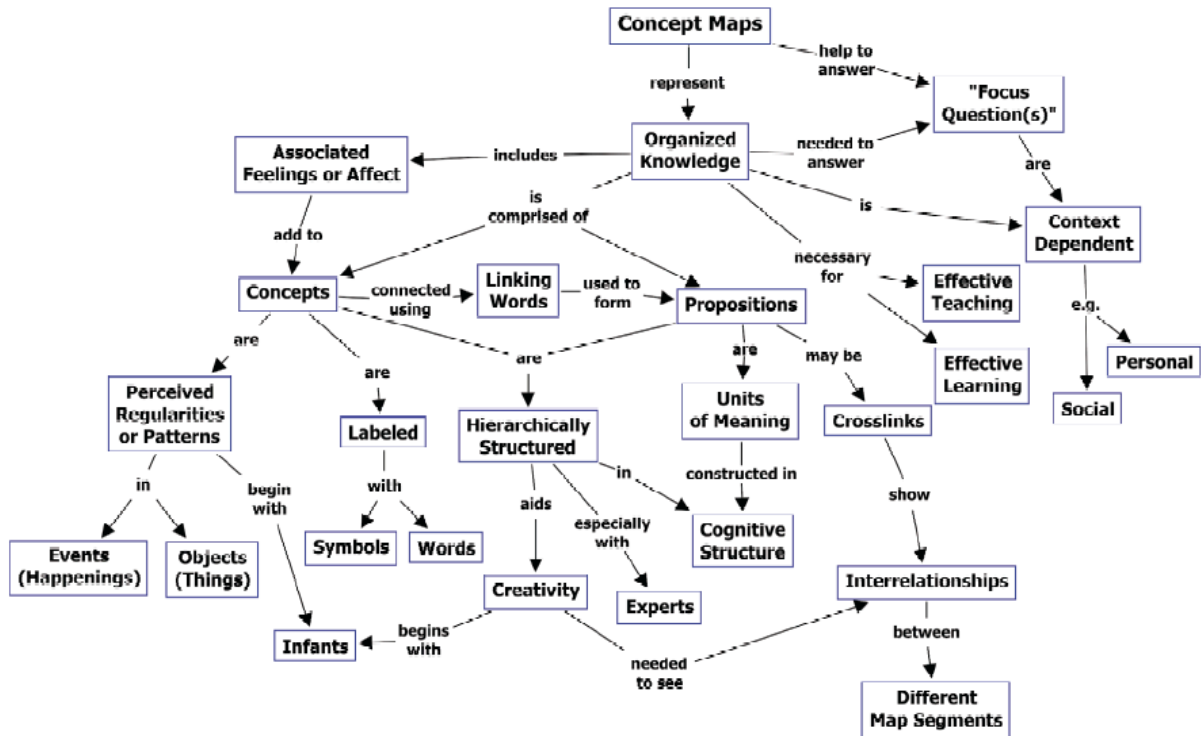 Concept Maps
help to
answer
represent
"Focus
Question(s)"
Organized
Knowledge
needed to
answer
includes
Associated
Feelings or Affect
are
is
comprised of
is
Context
Dependent
add to
necessary
for
Concepts
connected
using
Linking
Words
used to
form
Propositions
Effective
Teaching
e.g.
are
are
are
are
may be
Personal
Effective
Learning
Perceived
Regularities
or Patterns
Labeled
Hierarchically
Structured
Units
of Meaning
Crosslinks
Social
in
begin
with
with
aids
in
constructed in
show
especially
with
Events
(Happenings)
Objects
(Things)
Symbols
Words
Cognitive
Structure
Creativity
Experts
Interrelationships
Infants
begins
with
needed
to see
between
Different
Map Segments